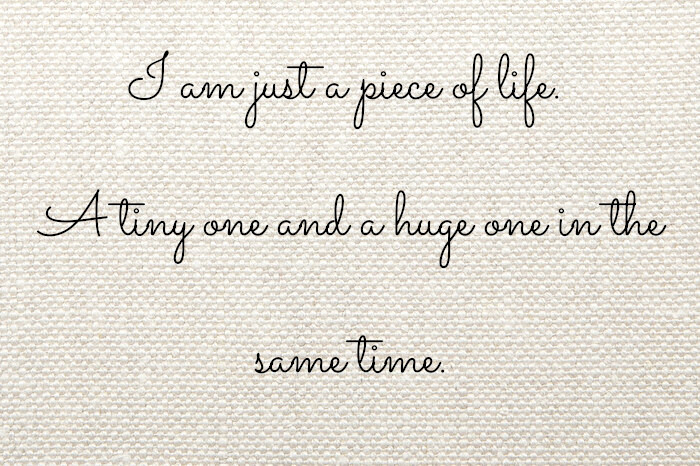 I am just a piece of life.
A tiny one and a huge one in the
same time.